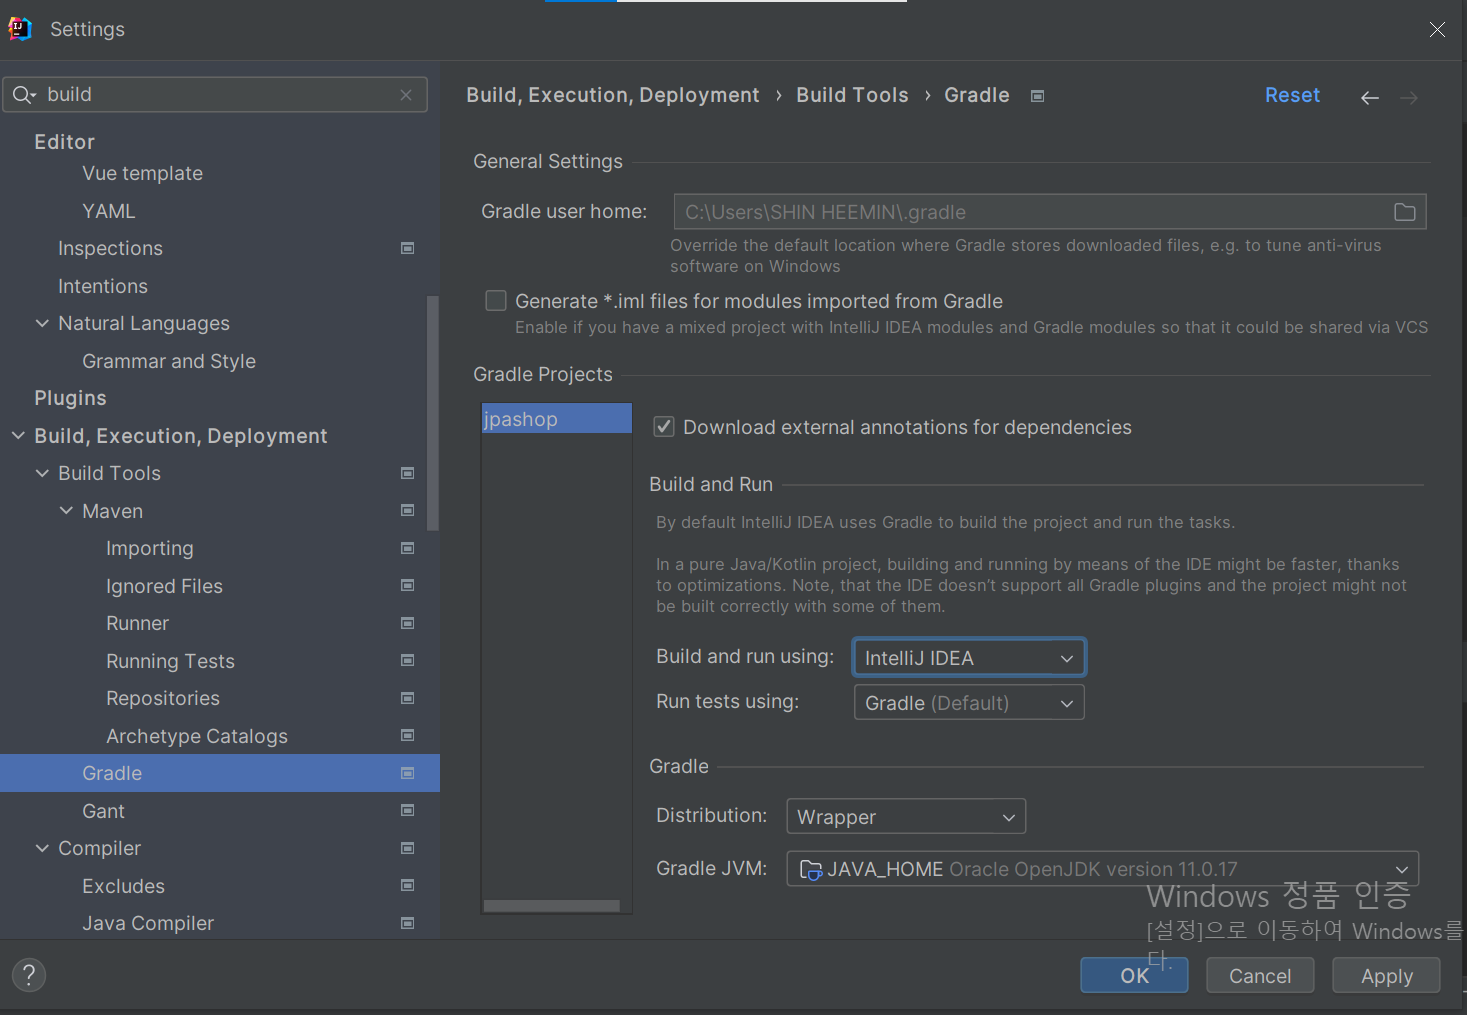 Settings
build
Editor
Vue template
YAML
Inspections
Intentions
Natural Languages
Grammar and Style
Plugins
Build, Execution, Deployment
Build Tools
Maven
Importing
Ignored Files
Runner
Running Tests
Repositories
Archetype Catalogs
Gradle
Gant
Compiler
Excludes
Java Compiler
Build, Execution, Deployment › Build Tools › Gradle
Reset
General Settings
Gradle user home: C:\Users\SHIN HEEMIN\.gradle
Override the default location where Gradle stores downloaded files, e.g. to tune anti-virus
software on Windows
Generate *.iml files for modules imported from Gradle
Enable if you have a mixed project with IntelliJ IDEA modules and Gradle modules so that it could be shared via VCS
Gradle Projects
jpashop
Download external annotations for dependencies
Build and Run
By default IntelliJ IDEA uses Gradle to build the project and run the tasks.
In a pure Java/Kotlin project, building and running by means of the IDE might be faster, thanks
to optimizations. Note, that the IDE doesn't support all Gradle plugins and the project might not
be built correctly with some of them.
Build and run using: IntelliJ IDEA
Run tests using: Gradle (Default)
Gradle
Distribution: Wrapper
Gradle JVM: JAVA_HOME Oracle OpenJDK version 11.0.17
Windows 정품 인증
[설정]으로 이동하여 Windows를
다.
? OK Cancel Apply